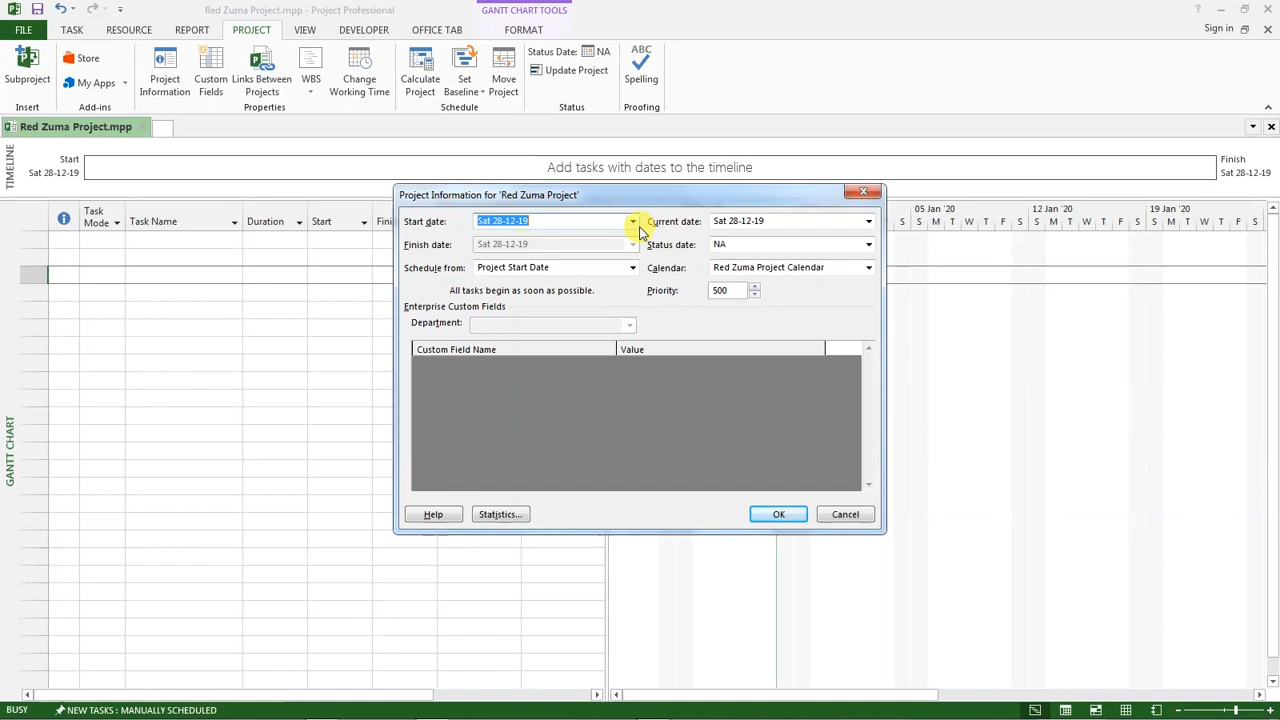 Red Zuma Project.mpp - Project Professional
GANTT CHART TOOLS
FILE TASK RESOURCE REPORT PROJECT VIEW DEVELOPER OFFICE TAB FORMAT
Sign in
Subproject
Store
My Apps
Project Information
Custom Fields
Links Between Projects
WBS
Change Working Time
Calculate Project
Set Baseline
Move Project
Status Date: NA
Update Project
ABC
Spelling
Insert Add-ins Properties Schedule Status Proofing
Red Zuma Project.mpp
TIMELINE
Start
Sat 28-12-19
Add tasks with dates to the timeline
Finish
Sat 28-12-19
Project Information for 'Red Zuma Project'
Start date: Sat 28-12-19
Current date: Sat 28-12-19
Finish date: Sat 28-12-19
Status date: NA
Schedule from: Project Start Date
Calendar: Red Zuma Project Calendar
All tasks begin as soon as possible.
Priority: 500
Enterprise Custom Fields
Department:
Custom Field Name Value
Help Statistics... OK Cancel
Task Mode
Task Name Duration Start
05 Jan '20 12 Jan '20 19 Jan '20
S S M T W T F S S M T W T F S S M T W T F S
GANTT CHART
BUSY NEW TASKS : MANUALLY SCHEDULED